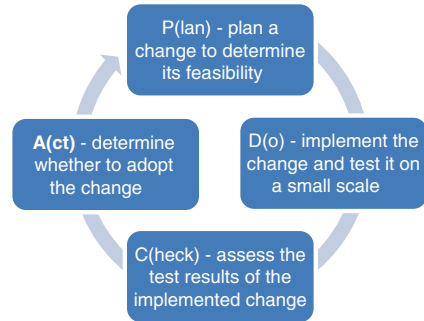 P(lan) - plan a
change to determine
its feasibility
D(o) - implement the
change and test it on
a small scale
C(heck) - assess the
test results of the
implemented change
A(ct) - determine
whether to adopt
the change